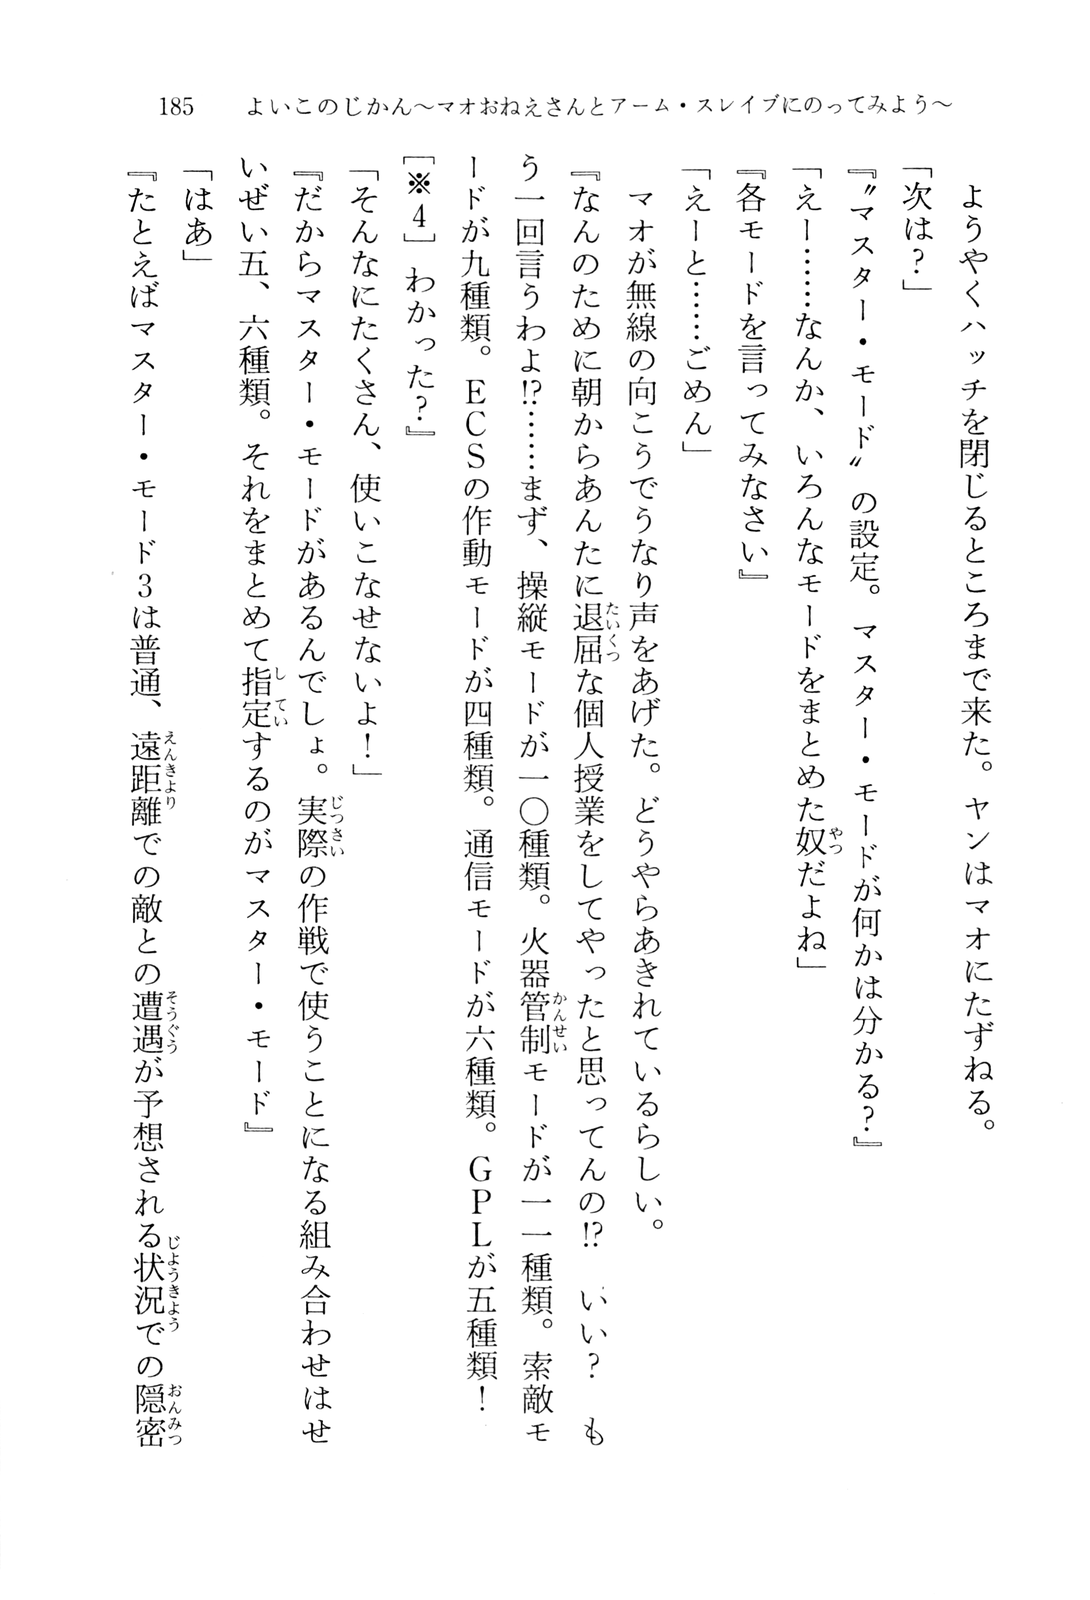 185　よいこのじかん〜マオおねえさんとアーム・スレイブにのってみよう〜
　ようやくハッチを閉じるところまで来た。ヤンはマオにたずねる。
「次は？」
『〝マスター・モード〟の設定。マスター・モードが何かは分かる？』
「えー……なんか、いろんなモードをまとめた奴だよね」
『各モードを言ってみなさい』
「えーと……ごめん」
　マオが無線の向こうでうなり声をあげた。どうやらあきれているらしい。
『なんのために朝からあんたに退屈な個人授業をしてやったと思ってんの!?　いい？　も
う一回言うわよ!?……まず、操縦モードが一〇種類。火器管制モードが一一種類。索敵モ
ードが九種類。ＥＣＳの作動モードが四種類。通信モードが六種類。ＧＰＬが五種類！
［※４］わかった？』
「そんなにたくさん、使いこなせないよ！」
『だからマスター・モードがあるんでしょ。実際の作戦で使うことになる組み合わせはせ
いぜい五、六種類。それをまとめて指定するのがマスター・モード』
「はあ」
『たとえばマスター・モード３は普通、遠距離での敵との遭遇が予想される状況での隠密